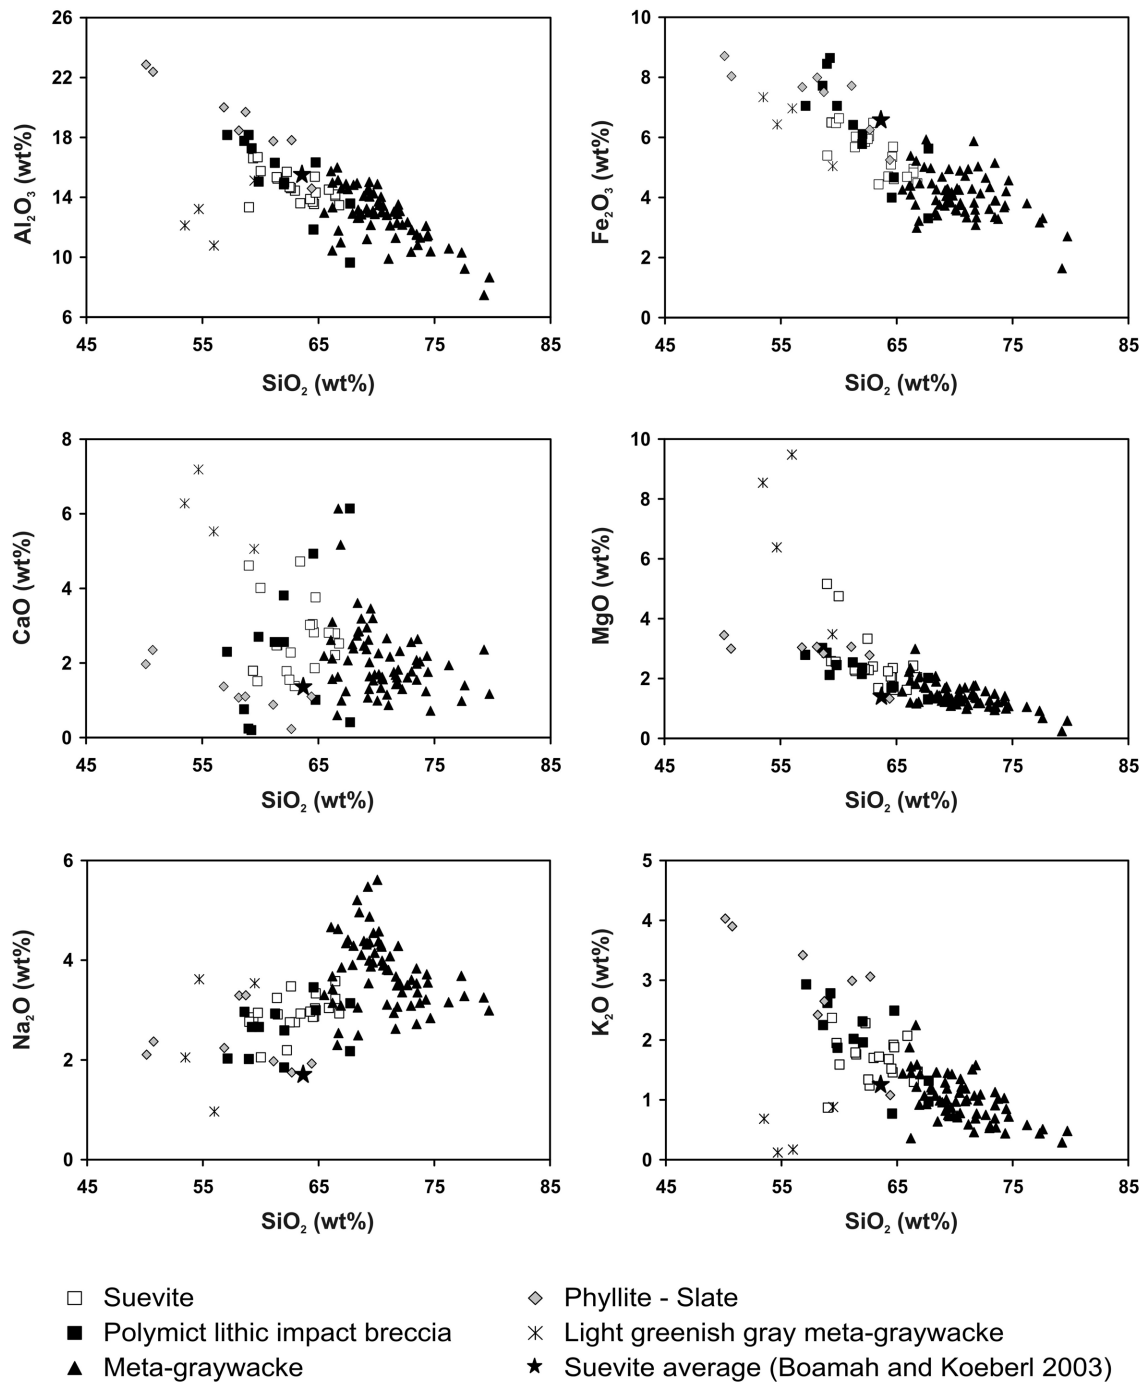 26
22
18
14
10
6
Al₂O₃ (wt%)
45 55 65 75 85
SiO₂ (wt%)
10
8
6
4
2
0
Fe₂O₃ (wt%)
45 55 65 75 85
SiO₂ (wt%)
8
6
4
2
0
CaO (wt%)
45 55 65 75 85
SiO₂ (wt%)
10
8
6
4
2
0
MgO (wt%)
45 55 65 75 85
SiO₂ (wt%)
6
4
2
0
Na₂O (wt%)
45 55 65 75 85
SiO₂ (wt%)
5
4
3
2
1
0
K₂O (wt%)
45 55 65 75 85
SiO₂ (wt%)
Suevite
Polymict lithic impact breccia
Meta-graywacke
Phyllite - Slate
Light greenish gray meta-graywacke
Suevite average (Boamah and Koeberl 2003)